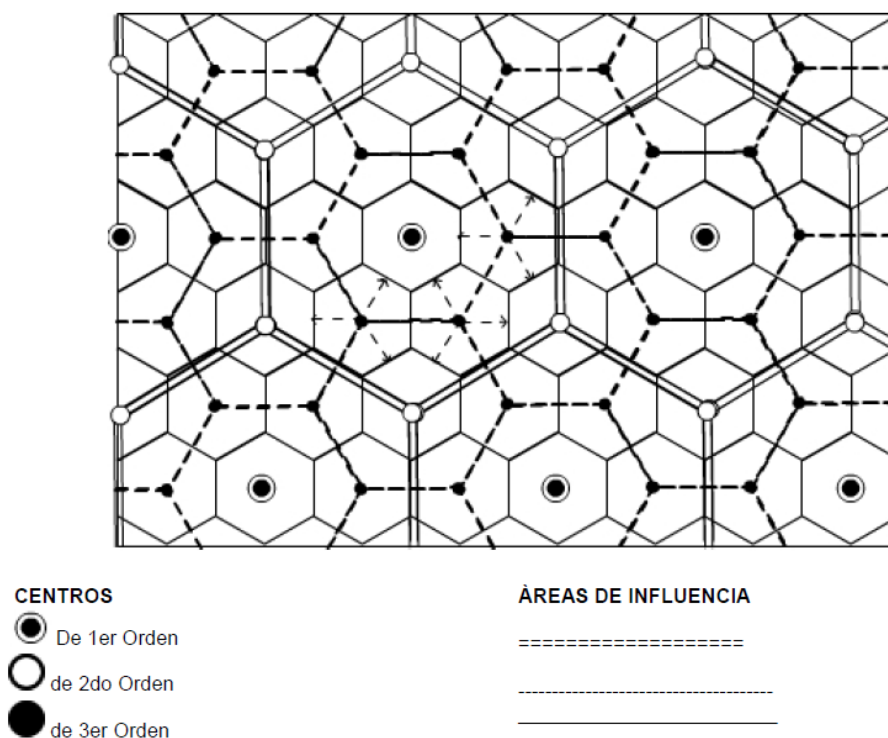 CENTROS
De 1er Orden
de 2do Orden
de 3er Orden
ÀREAS DE INFLUENCIA